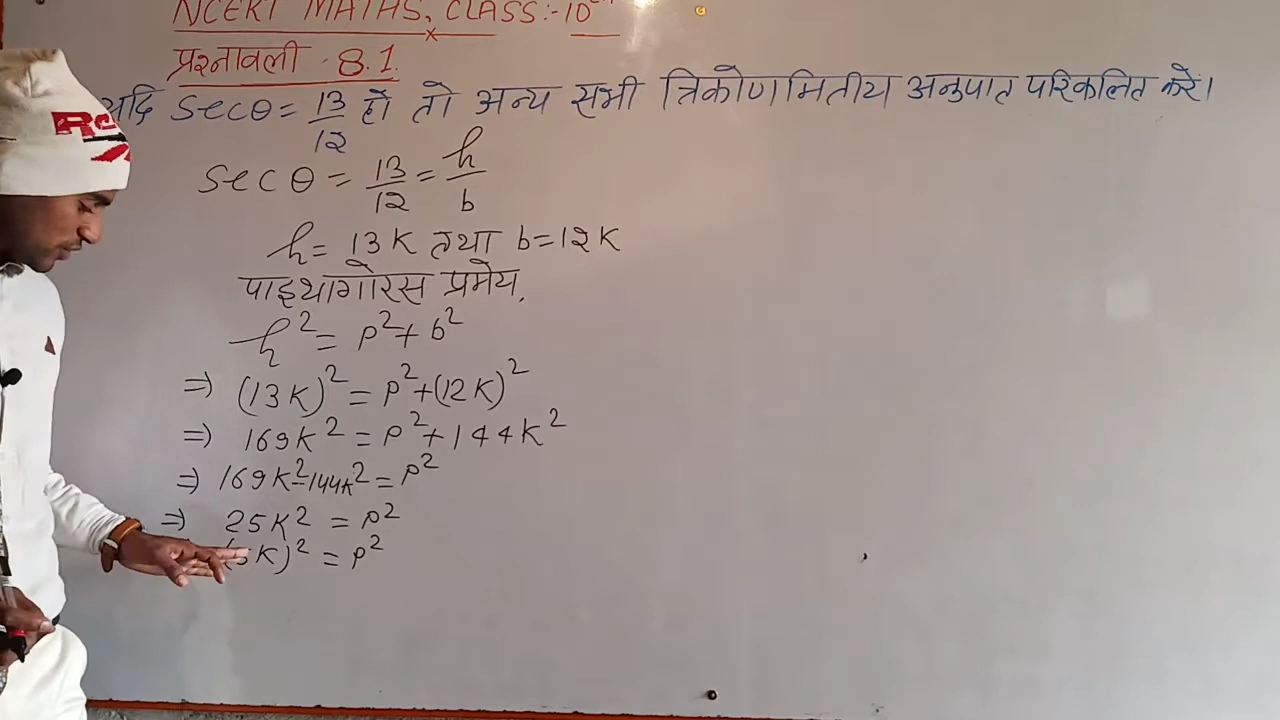 NCERT MATHS, CLASS:-10th
प्रश्नावली 8.1
यदि secθ = 13/12 हो तो अन्य सभी त्रिकोणमितीय अनुपात परिकलित करें।
secθ = 13/12 = h/b
h = 13K तथा b = 12K
पाइथागोरस प्रमेय,
h² = p² + b²
⇒ (13K)² = p² + (12K)²
⇒ 169K² = p² + 144K²
⇒ 169K² - 144K² = p²
⇒ 25K² = p²
(5K)² = p²